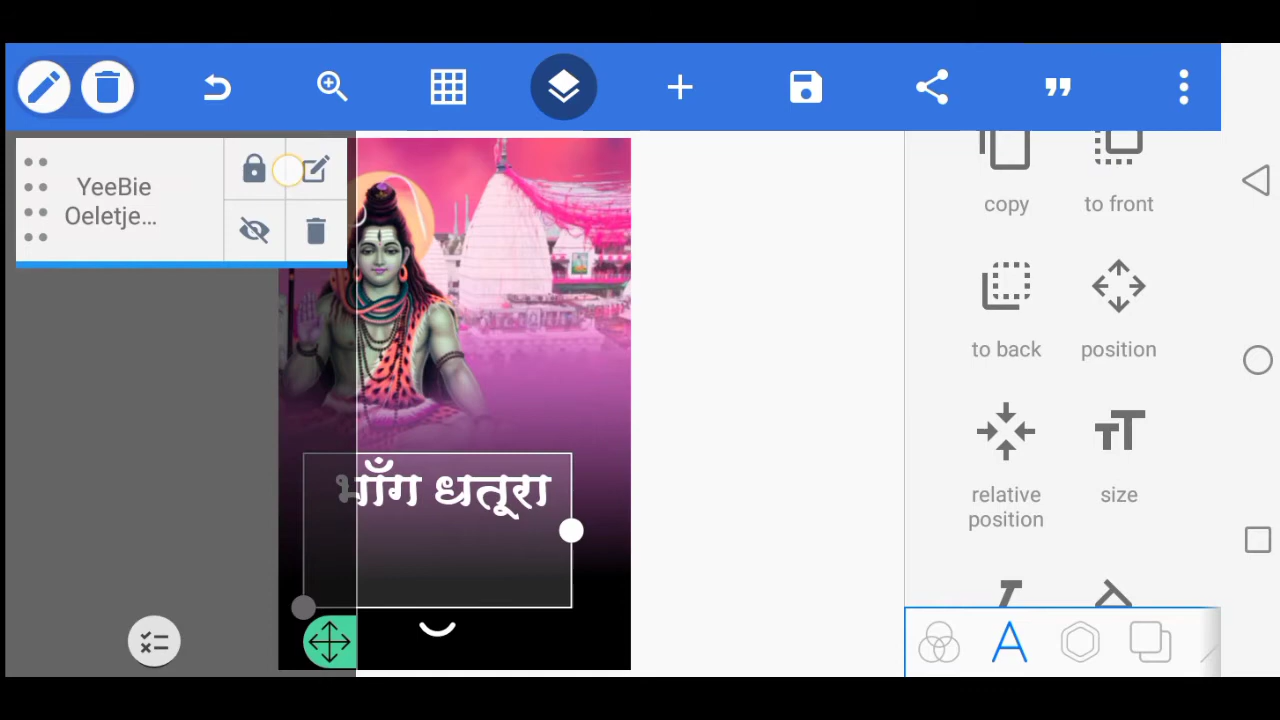 YeeBie
Oeletje...
copy
to front
to back
position
relative
position
size
भाँग धतूरा